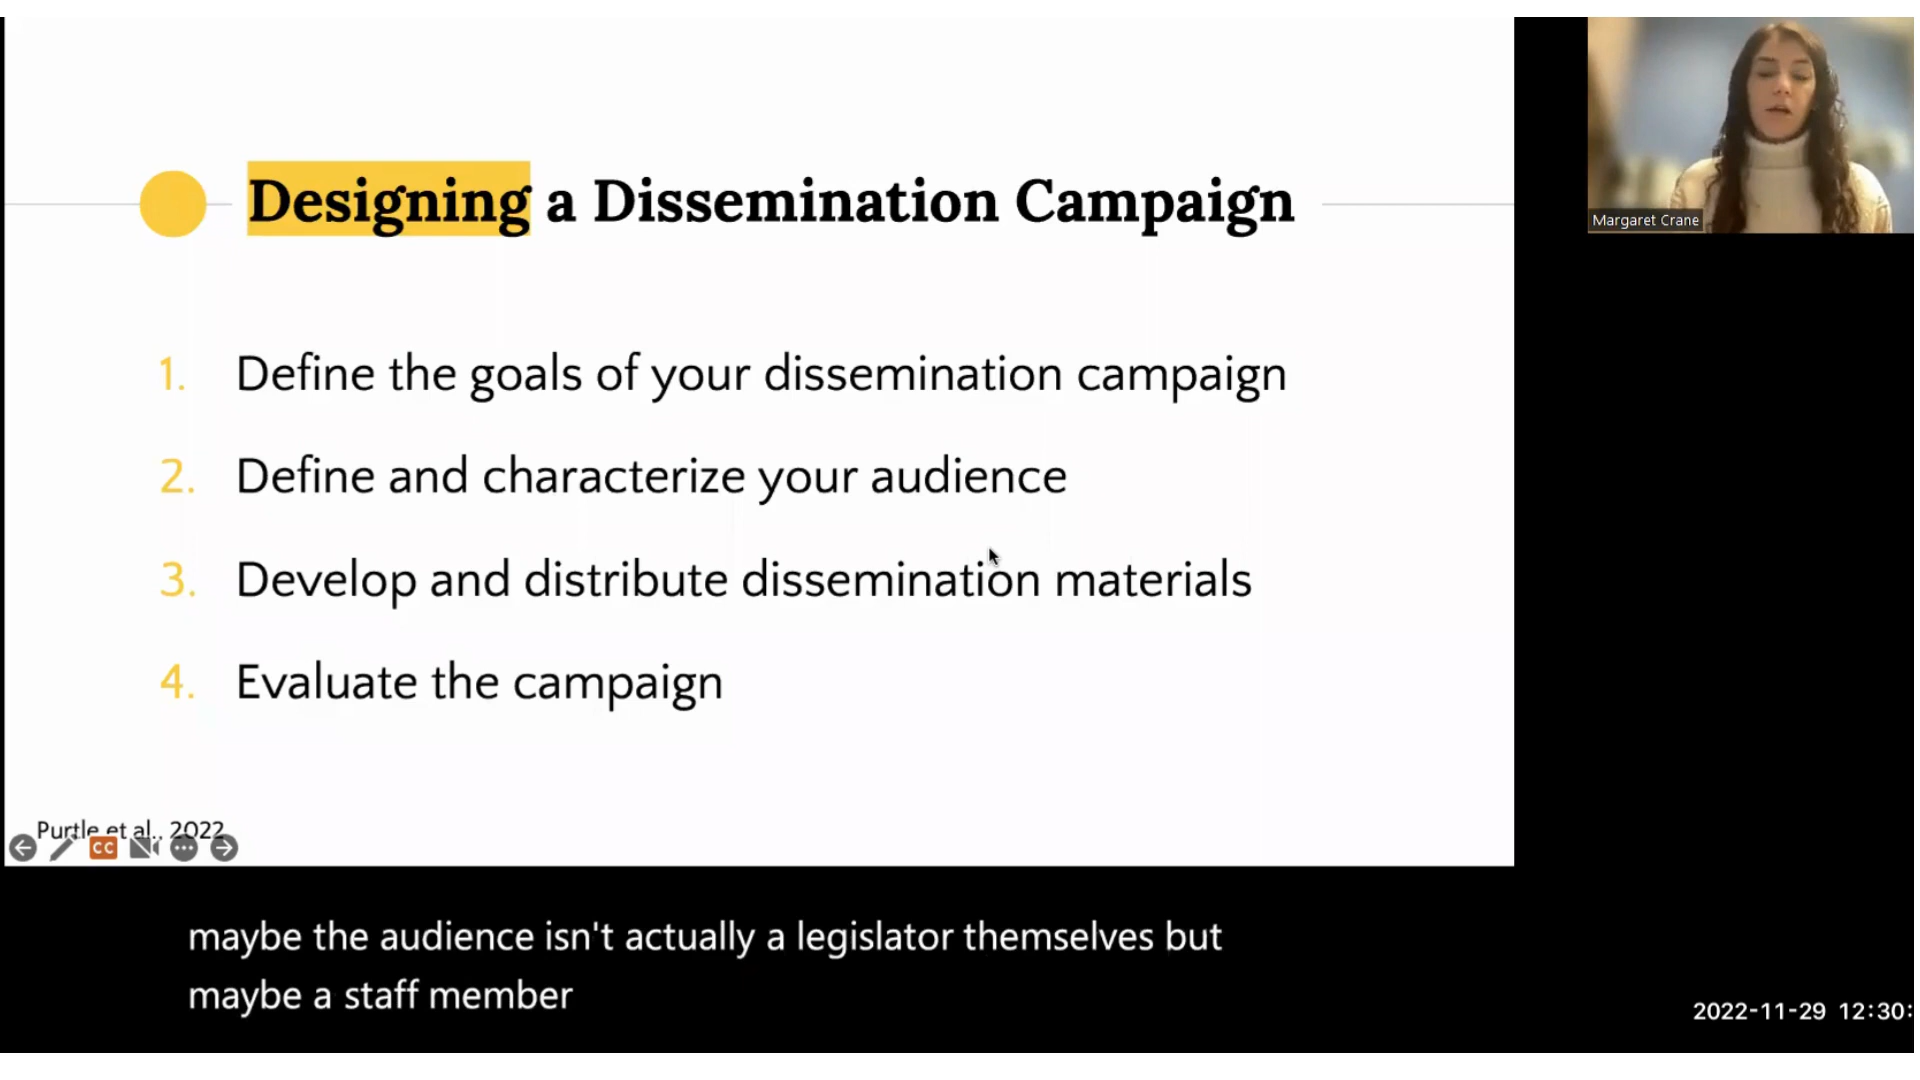 Designing a Dissemination Campaign
1. Define the goals of your dissemination campaign
2. Define and characterize your audience
3. Develop and distribute dissemination materials
4. Evaluate the campaign
Purtle et al., 2022
CC
Margaret Crane
maybe the audience isn't actually a legislator themselves but
maybe a staff member
2022-11-29 12:30: